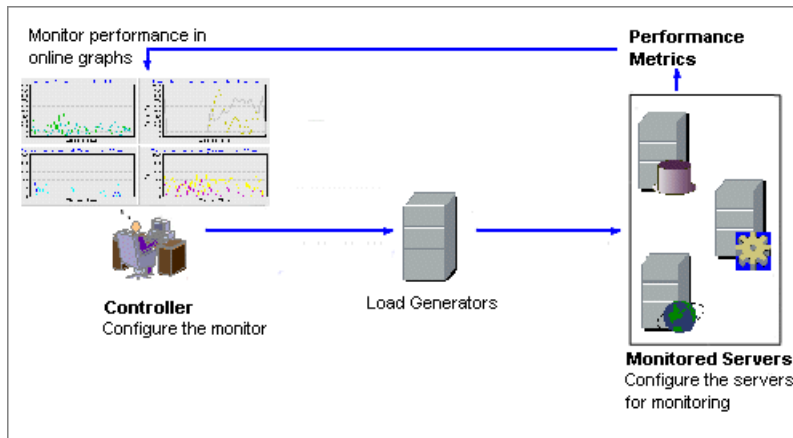 Monitor performance in
online graphs
Performance
Metrics
Controller
Configure the monitor
Load Generators
Monitored Servers
Configure the servers
for monitoring